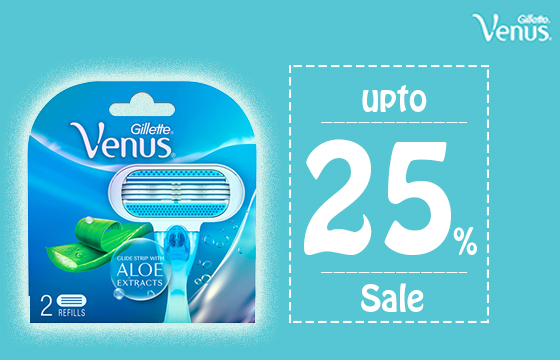 Gillette
Venus
upto
25%
Sale
Gillette
Venus
GLIDE STRIP WITH
ALOE
EXTRACTS
2 REFILLS